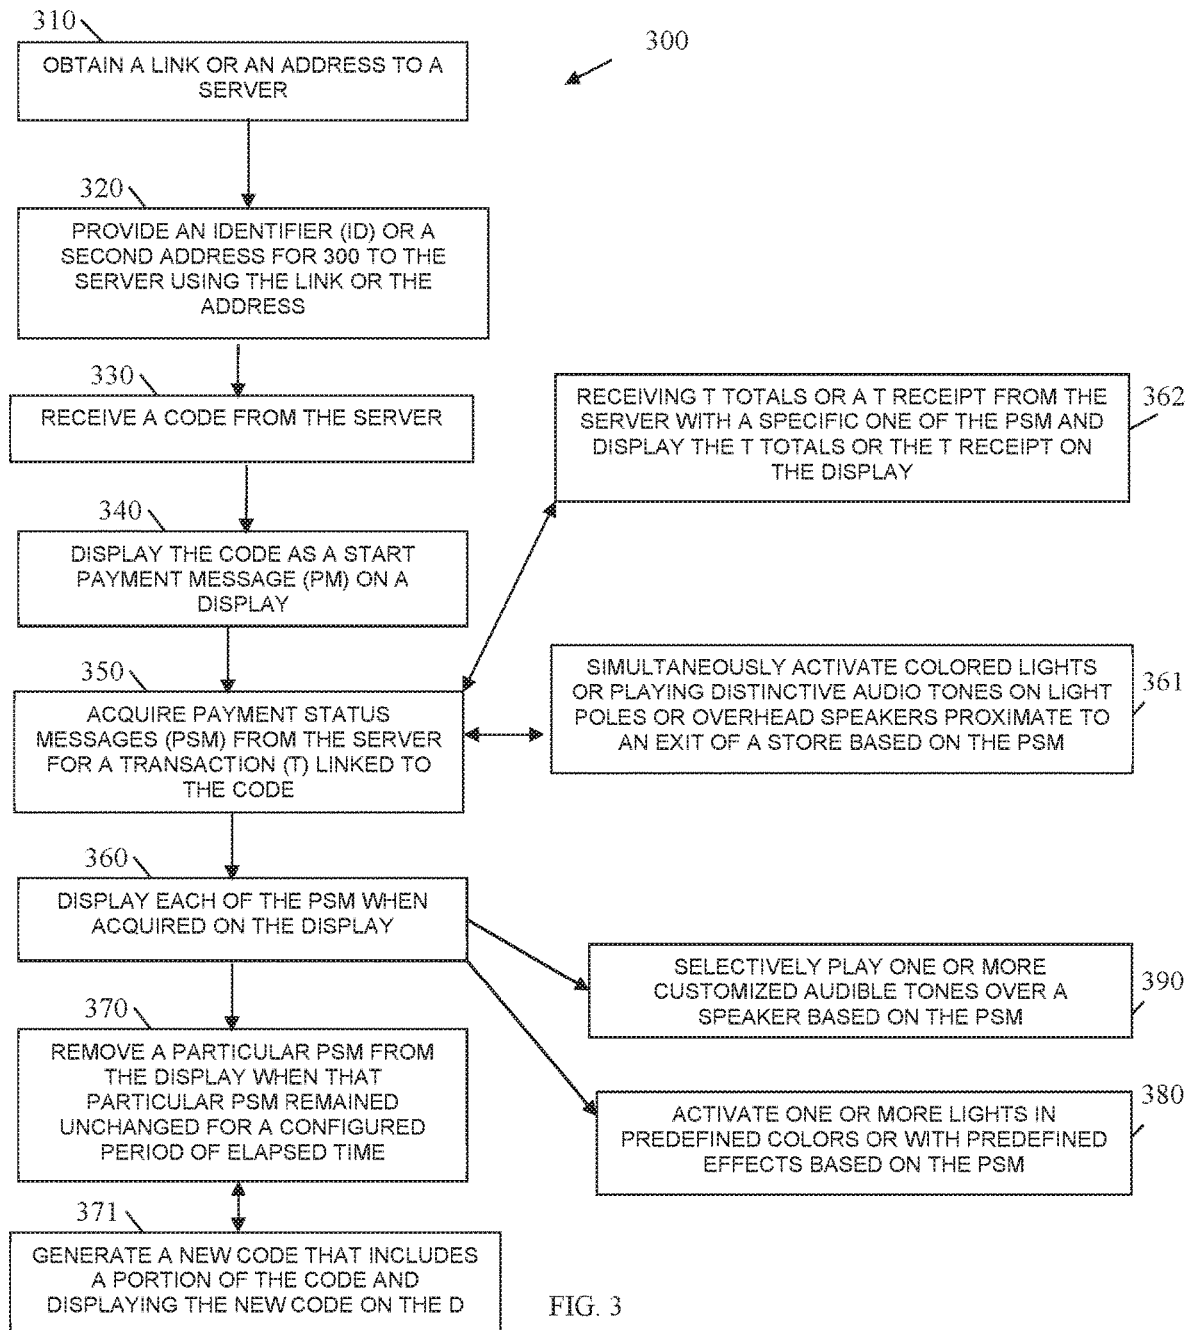 310
300
OBTAIN A LINK OR AN ADDRESS TO A
SERVER
320
PROVIDE AN IDENTIFIER (ID) OR A
SECOND ADDRESS FOR 300 TO THE
SERVER USING THE LINK OR THE
ADDRESS
330
RECEIVE A CODE FROM THE SERVER
RECEIVING T TOTALS OR A T RECEIPT FROM THE
SERVER WITH A SPECIFIC ONE OF THE PSM AND
DISPLAY THE T TOTALS OR THE T RECEIPT ON
THE DISPLAY
362
340
DISPLAY THE CODE AS A START
PAYMENT MESSAGE (PM) ON A
DISPLAY
350
ACQUIRE PAYMENT STATUS
MESSAGES (PSM) FROM THE SERVER
FOR A TRANSACTION (T) LINKED TO
THE CODE
SIMULTANEOUSLY ACTIVATE COLORED LIGHTS
OR PLAYING DISTINCTIVE AUDIO TONES ON LIGHT
POLES OR OVERHEAD SPEAKERS PROXIMATE TO
AN EXIT OF A STORE BASED ON THE PSM
361
360
DISPLAY EACH OF THE PSM WHEN
ACQUIRED ON THE DISPLAY
SELECTIVELY PLAY ONE OR MORE
CUSTOMIZED AUDIBLE TONES OVER A
SPEAKER BASED ON THE PSM
390
370
REMOVE A PARTICULAR PSM FROM
THE DISPLAY WHEN THAT
PARTICULAR PSM REMAINED
UNCHANGED FOR A CONFIGURED
PERIOD OF ELAPSED TIME
380
ACTIVATE ONE OR MORE LIGHTS IN
PREDEFINED COLORS OR WITH PREDEFINED
EFFECTS BASED ON THE PSM
371
GENERATE A NEW CODE THAT INCLUDES
A PORTION OF THE CODE AND
DISPLAYING THE NEW CODE ON THE D
FIG. 3